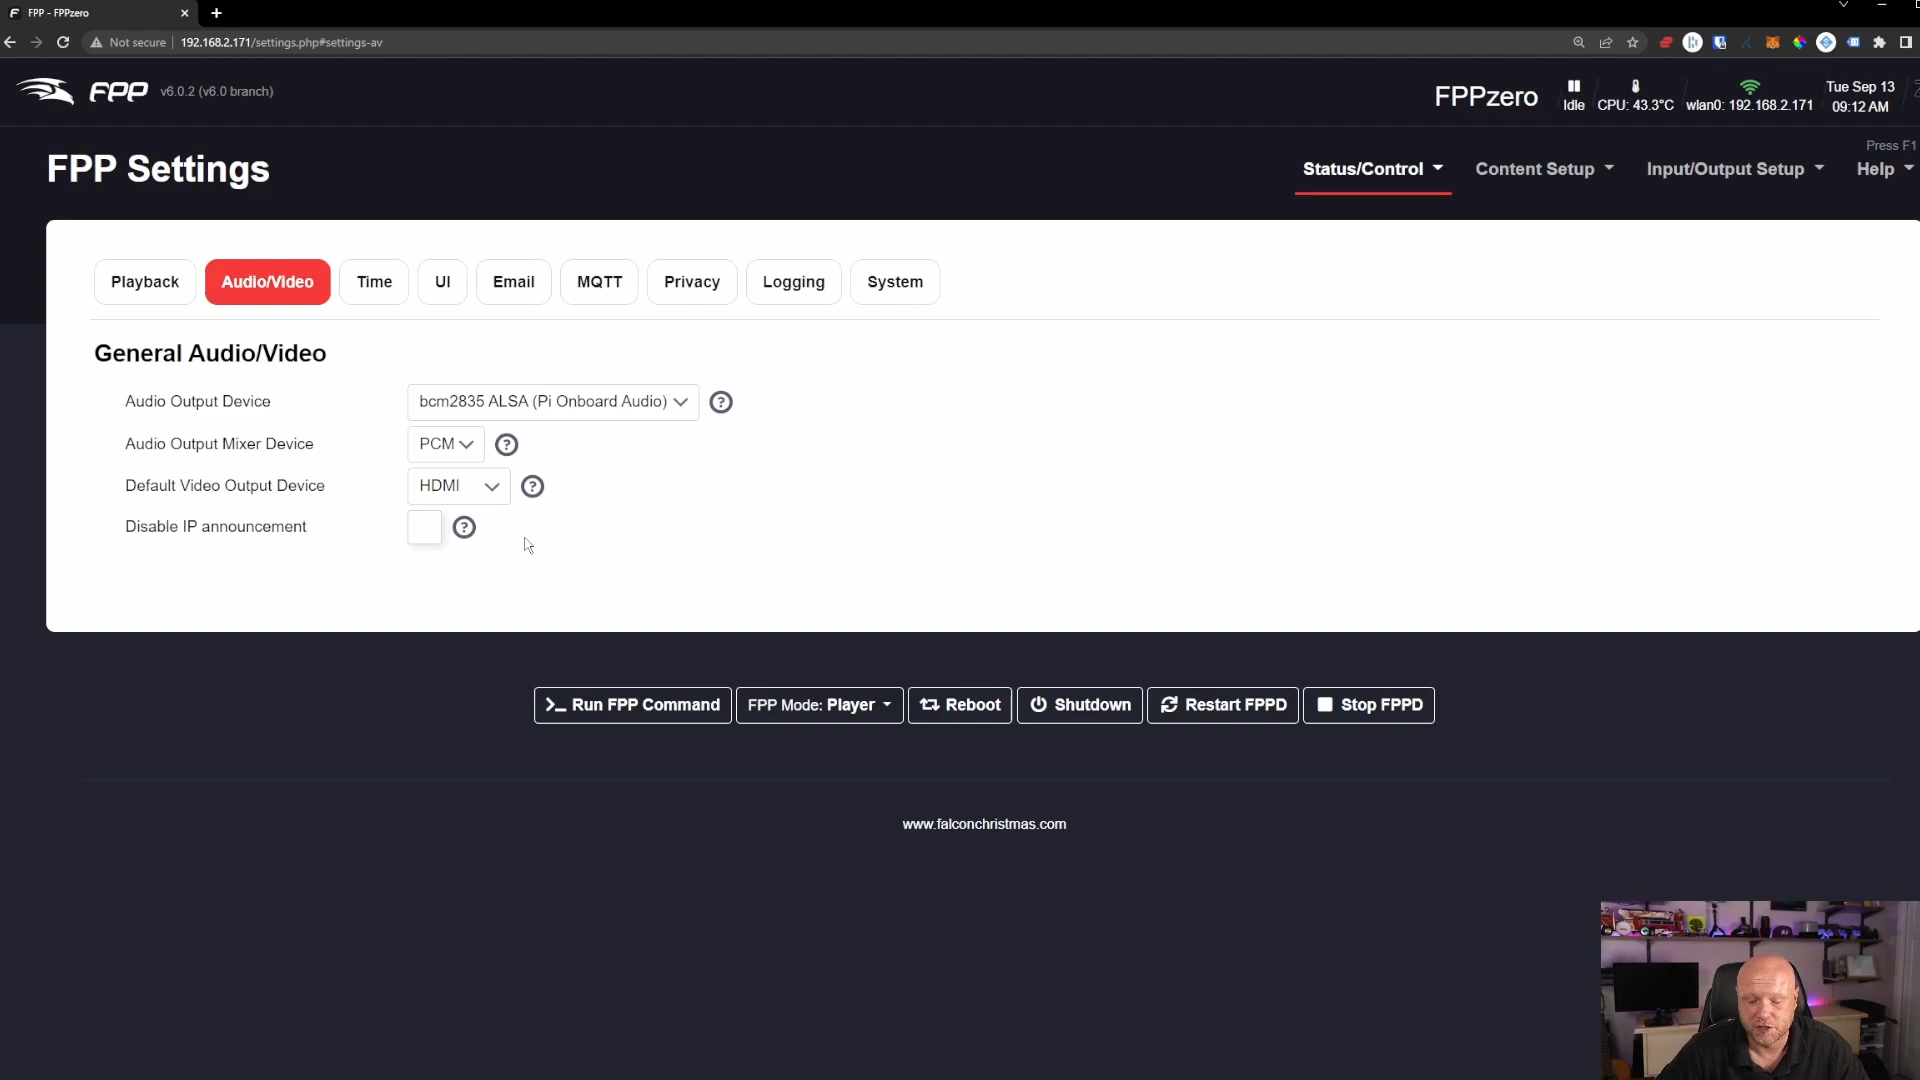 FPP - FPPzero
Not secure 192.168.2.171/settings.php#settings-av
FPP v6.0.2 (v6.0 branch)
FPPzero Idle CPU: 43.3°C wlan0: 192.168.2.171 Tue Sep 13 09:12 AM
Press F1
FPP Settings
Status/Control Content Setup Input/Output Setup Help
Playback Audio/Video Time UI Email MQTT Privacy Logging System
General Audio/Video
Audio Output Device bcm2835 ALSA (Pi Onboard Audio)
Audio Output Mixer Device PCM
Default Video Output Device HDMI
Disable IP announcement
Run FPP Command FPP Mode: Player Reboot Shutdown Restart FPPD Stop FPPD
www.falconchristmas.com